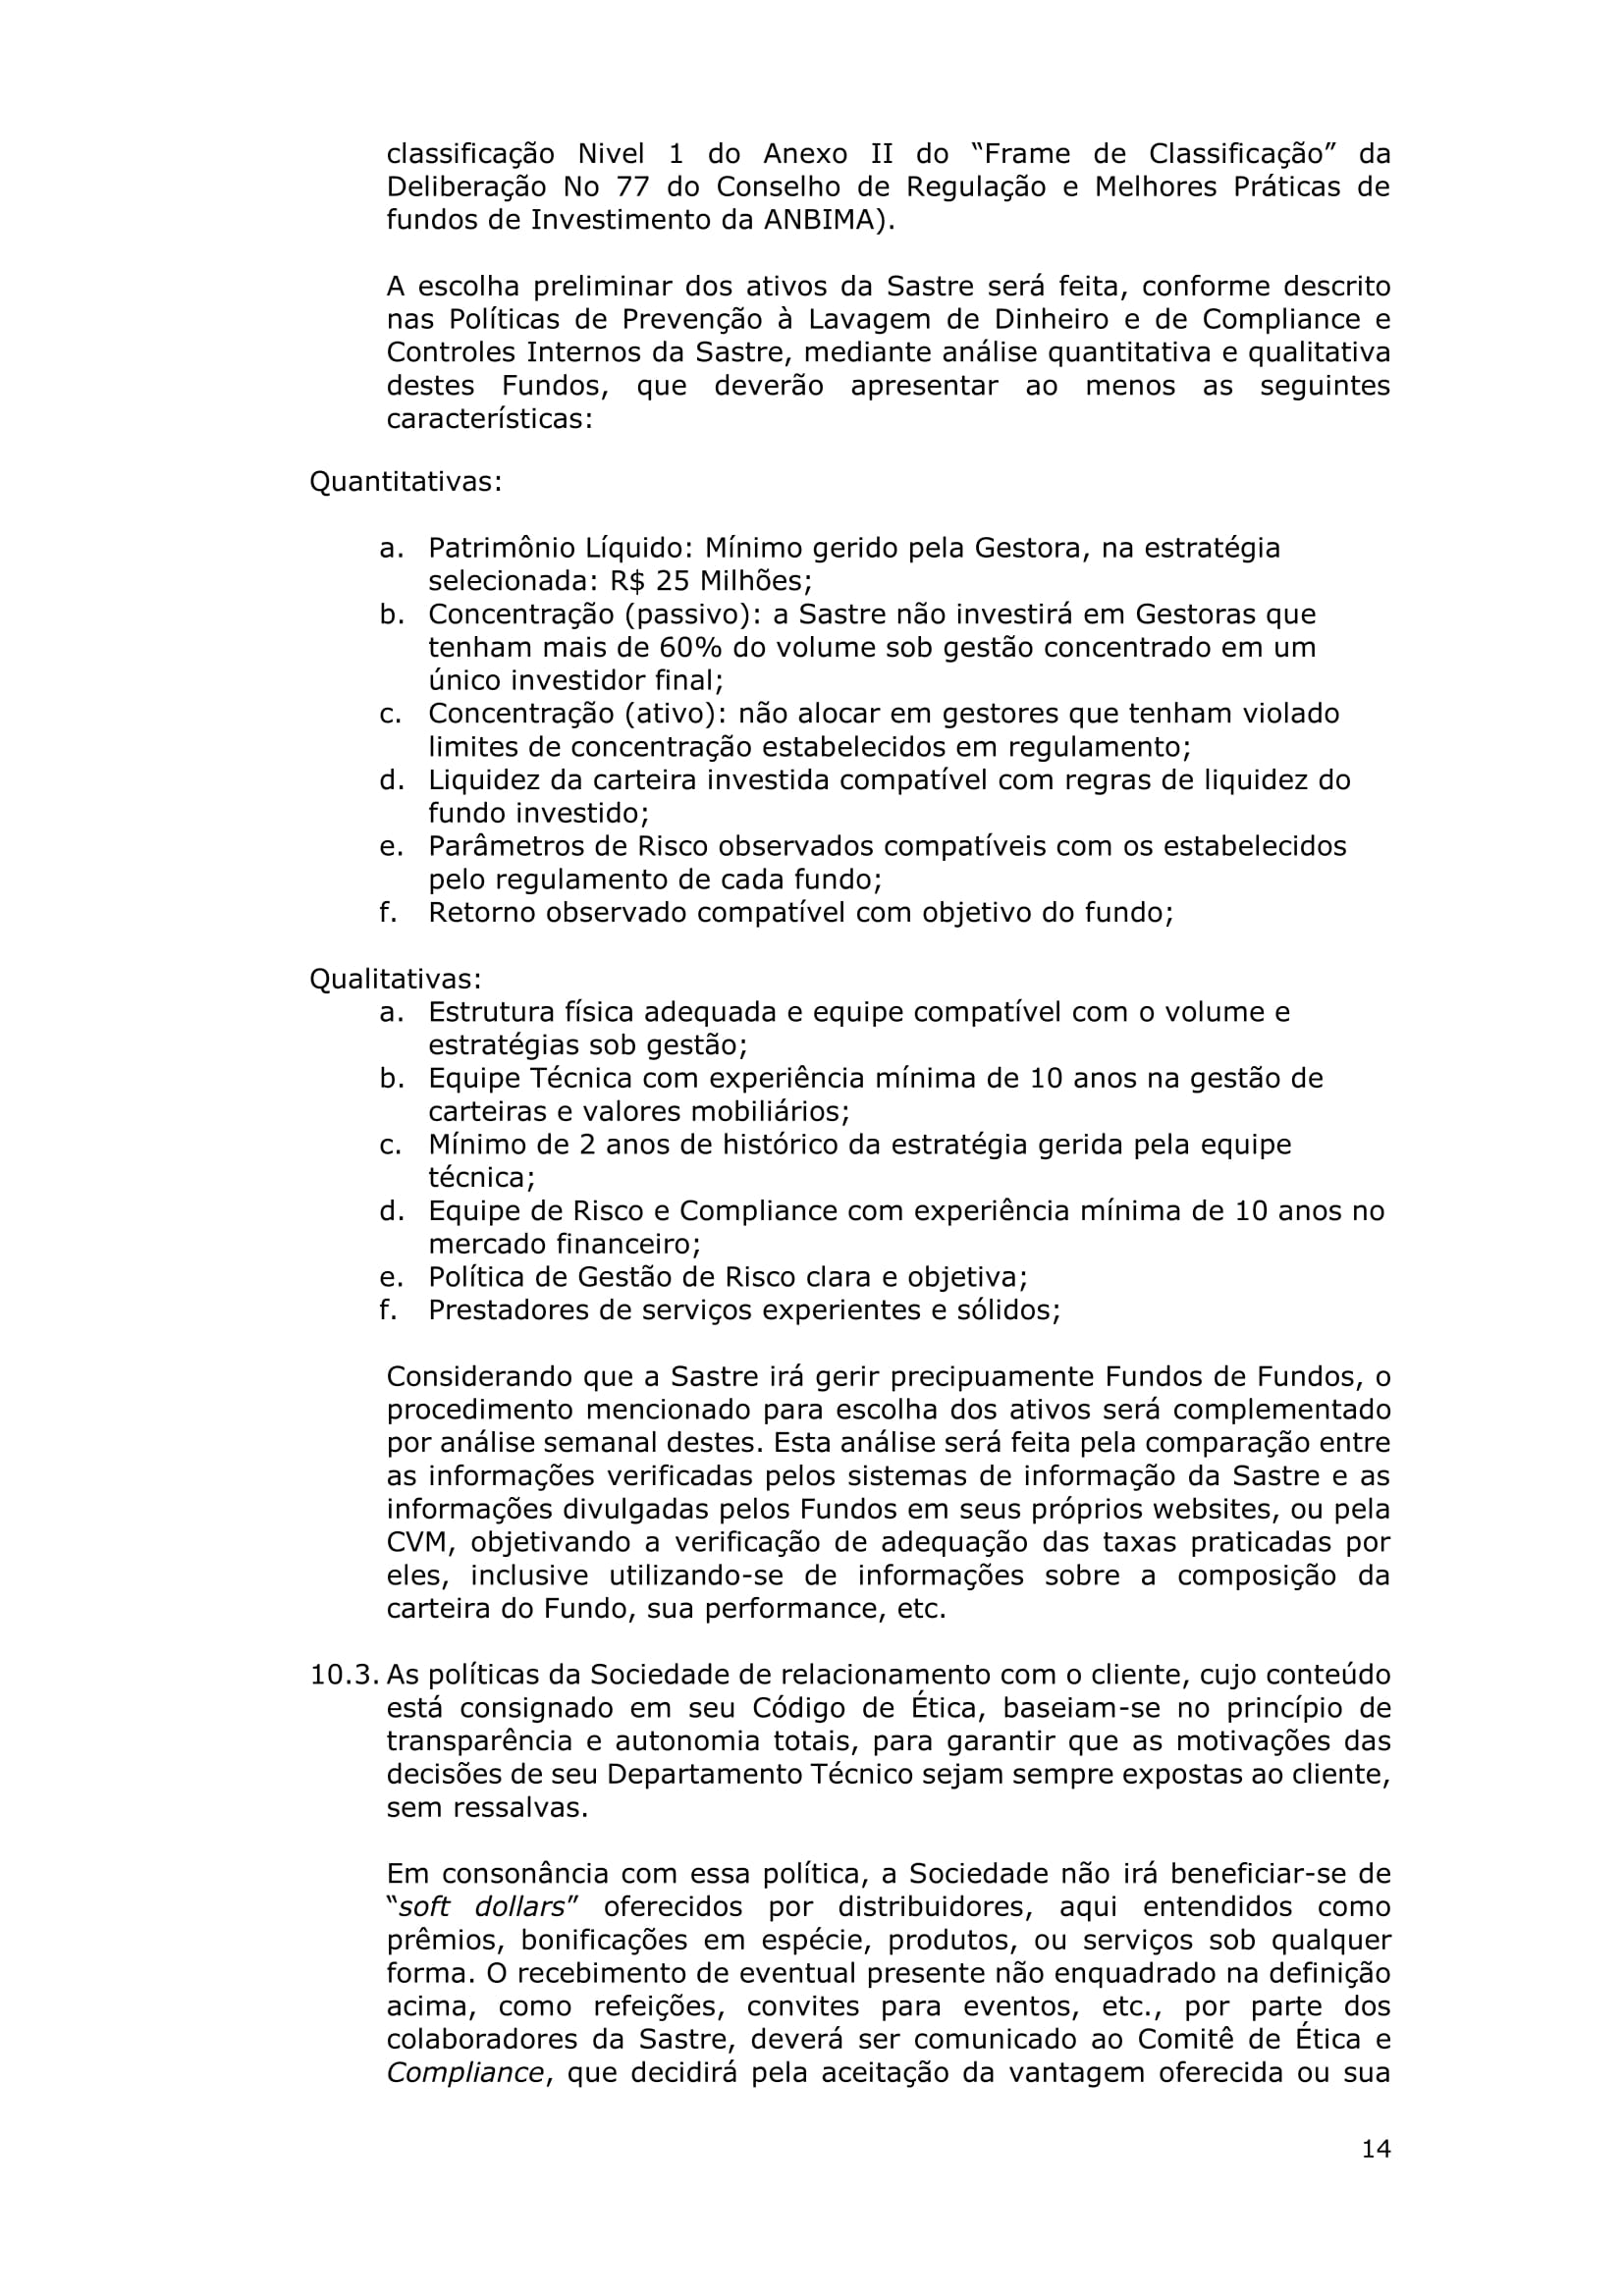 classificação Nivel 1 do Anexo II do “Frame de Classificação” da
Deliberação No 77 do Conselho de Regulação e Melhores Práticas de
fundos de Investimento da ANBIMA).
A escolha preliminar dos ativos da Sastre será feita, conforme descrito
nas Políticas de Prevenção à Lavagem de Dinheiro e de Compliance e
Controles Internos da Sastre, mediante análise quantitativa e qualitativa
destes Fundos, que deverão apresentar ao menos as seguintes
características:
Quantitativas:
a. Patrimônio Líquido: Mínimo gerido pela Gestora, na estratégia
selecionada: R$ 25 Milhões;
b. Concentração (passivo): a Sastre não investirá em Gestoras que
tenham mais de 60% do volume sob gestão concentrado em um
único investidor final;
c. Concentração (ativo): não alocar em gestores que tenham violado
limites de concentração estabelecidos em regulamento;
d. Liquidez da carteira investida compatível com regras de liquidez do
fundo investido;
e. Parâmetros de Risco observados compatíveis com os estabelecidos
pelo regulamento de cada fundo;
f. Retorno observado compatível com objetivo do fundo;
Qualitativas:
a. Estrutura física adequada e equipe compatível com o volume e
estratégias sob gestão;
b. Equipe Técnica com experiência mínima de 10 anos na gestão de
carteiras e valores mobiliários;
c. Mínimo de 2 anos de histórico da estratégia gerida pela equipe
técnica;
d. Equipe de Risco e Compliance com experiência mínima de 10 anos no
mercado financeiro;
e. Política de Gestão de Risco clara e objetiva;
f. Prestadores de serviços experientes e sólidos;
Considerando que a Sastre irá gerir precipuamente Fundos de Fundos, o
procedimento mencionado para escolha dos ativos será complementado
por análise semanal destes. Esta análise será feita pela comparação entre
as informações verificadas pelos sistemas de informação da Sastre e as
informações divulgadas pelos Fundos em seus próprios websites, ou pela
CVM, objetivando a verificação de adequação das taxas praticadas por
eles, inclusive utilizando-se de informações sobre a composição da
carteira do Fundo, sua performance, etc.
10.3. As políticas da Sociedade de relacionamento com o cliente, cujo conteúdo
está consignado em seu Código de Ética, baseiam-se no princípio de
transparência e autonomia totais, para garantir que as motivações das
decisões de seu Departamento Técnico sejam sempre expostas ao cliente,
sem ressalvas.
Em consonância com essa política, a Sociedade não irá beneficiar-se de
“soft dollars” oferecidos por distribuidores, aqui entendidos como
prêmios, bonificações em espécie, produtos, ou serviços sob qualquer
forma. O recebimento de eventual presente não enquadrado na definição
acima, como refeições, convites para eventos, etc., por parte dos
colaboradores da Sastre, deverá ser comunicado ao Comitê de Ética e
Compliance, que decidirá pela aceitação da vantagem oferecida ou sua
14